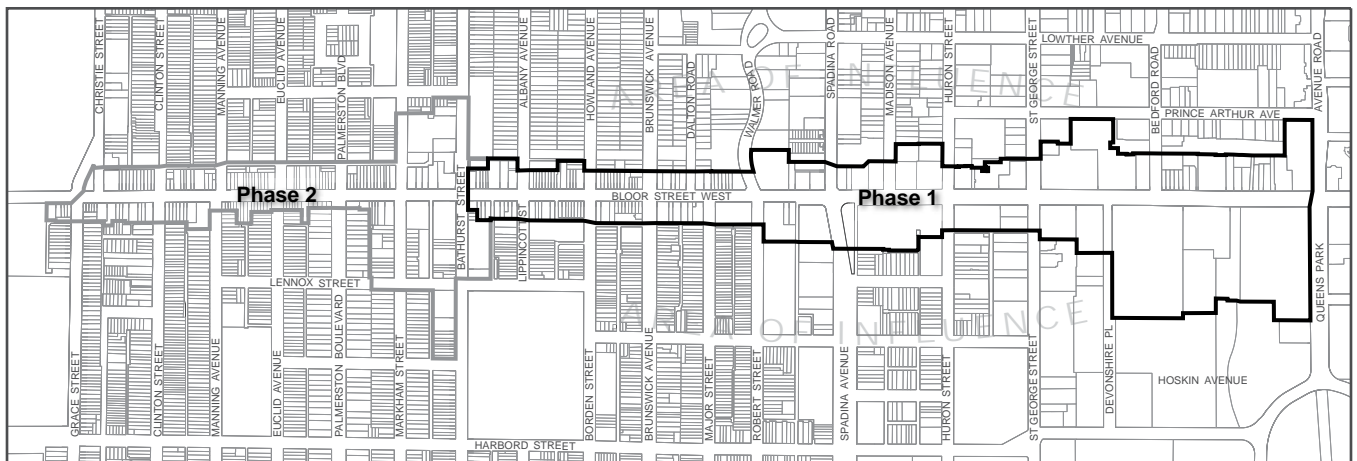 CHRISTIE STREET
CLINTON STREET
MANNING AVENUE
EUCLID AVENUE
PALMERSTON BLVD
ALBANY AVENUE
HOWLAND AVENUE
BRUNSWICK AVENUE
DALTON ROAD
WALMER ROAD
SPADINA ROAD
MADISON AVENUE
HURON STREET
ST GEORGE STREET
LOWTHER AVENUE
BEDFORD ROAD
PRINCE ARTHUR AVE
AVENUE ROAD
AREA OF INFLUENCE
Phase 2
BATHURST STREET
BLOOR STREET WEST
Phase 1
LIPPINCOTT ST
LENNOX STREET
AREA OF INFLUENCE
QUEENS PARK
GRACE STREET
CLINTON STREET
MANNING AVENUE
EUCLID AVENUE
PALMERSTON BOULEVARD
MARKHAM STREET
HARBORD STREET
BORDEN STREET
BRUNSWICK AVENUE
MAJOR STREET
ROBERT STREET
SPADINA AVENUE
HURON STREET
ST GEORGE STREET
DEVONSHIRE PL
HOSKIN AVENUE